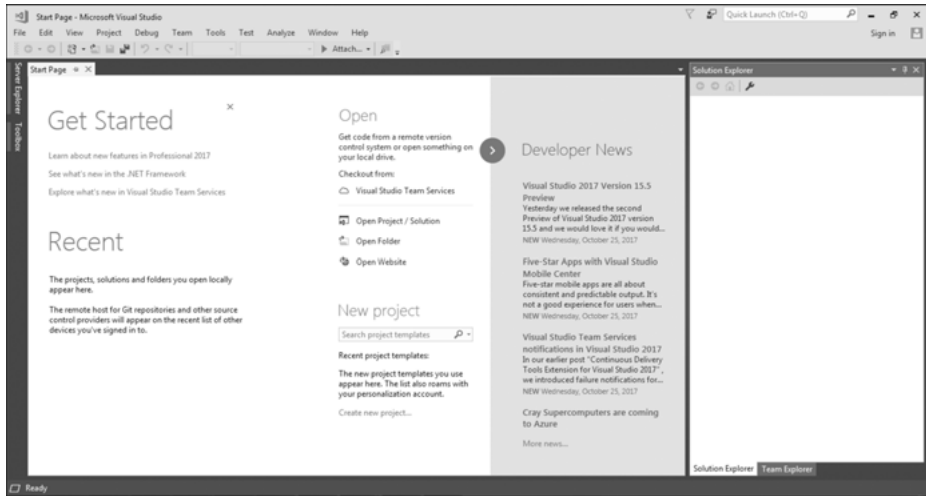 Start Page - Microsoft Visual Studio
Quick Launch (Ctrl+Q)
File Edit View Project Debug Team Tools Test Analyze Window Help
Sign in
Attach...
Server Explorer
Toolbox
Start Page
Get Started
Learn about new features in Professional 2017
See what's new in the .NET Framework
Explore what's new in Visual Studio Team Services
Recent
The projects, solutions and folders you open locally
appear here.
The remote host for Git repositories and other source
control providers will appear on the recent list of other
devices you've signed in to.
Open
Get code from a remote version
control system or open something on
your local drive.
Checkout from:
Visual Studio Team Services
Open Project / Solution
Open Folder
Open Website
New project
Search project templates
Recent project templates:
The new project templates you use
appear here. The list also roams with
your personalization account.
Create new project...
Developer News
Visual Studio 2017 Version 15.5
Preview
Yesterday we released the second
Preview of Visual Studio 2017 version
15.5 and we would love it if you would...
NEW Wednesday, October 25, 2017
Five-Star Apps with Visual Studio
Mobile Center
Five-star mobile apps are all about
consistent and predictable output. It's
not a good experience for users when...
NEW Wednesday, October 25, 2017
Visual Studio Team Services
notifications in Visual Studio 2017
In our earlier post "Continuous Delivery
Tools Extension for Visual Studio 2017",
we introduced failure notifications for...
NEW Wednesday, October 25, 2017
Cray Supercomputers are coming
to Azure
More news...
Solution Explorer
Solution Explorer Team Explorer
Ready